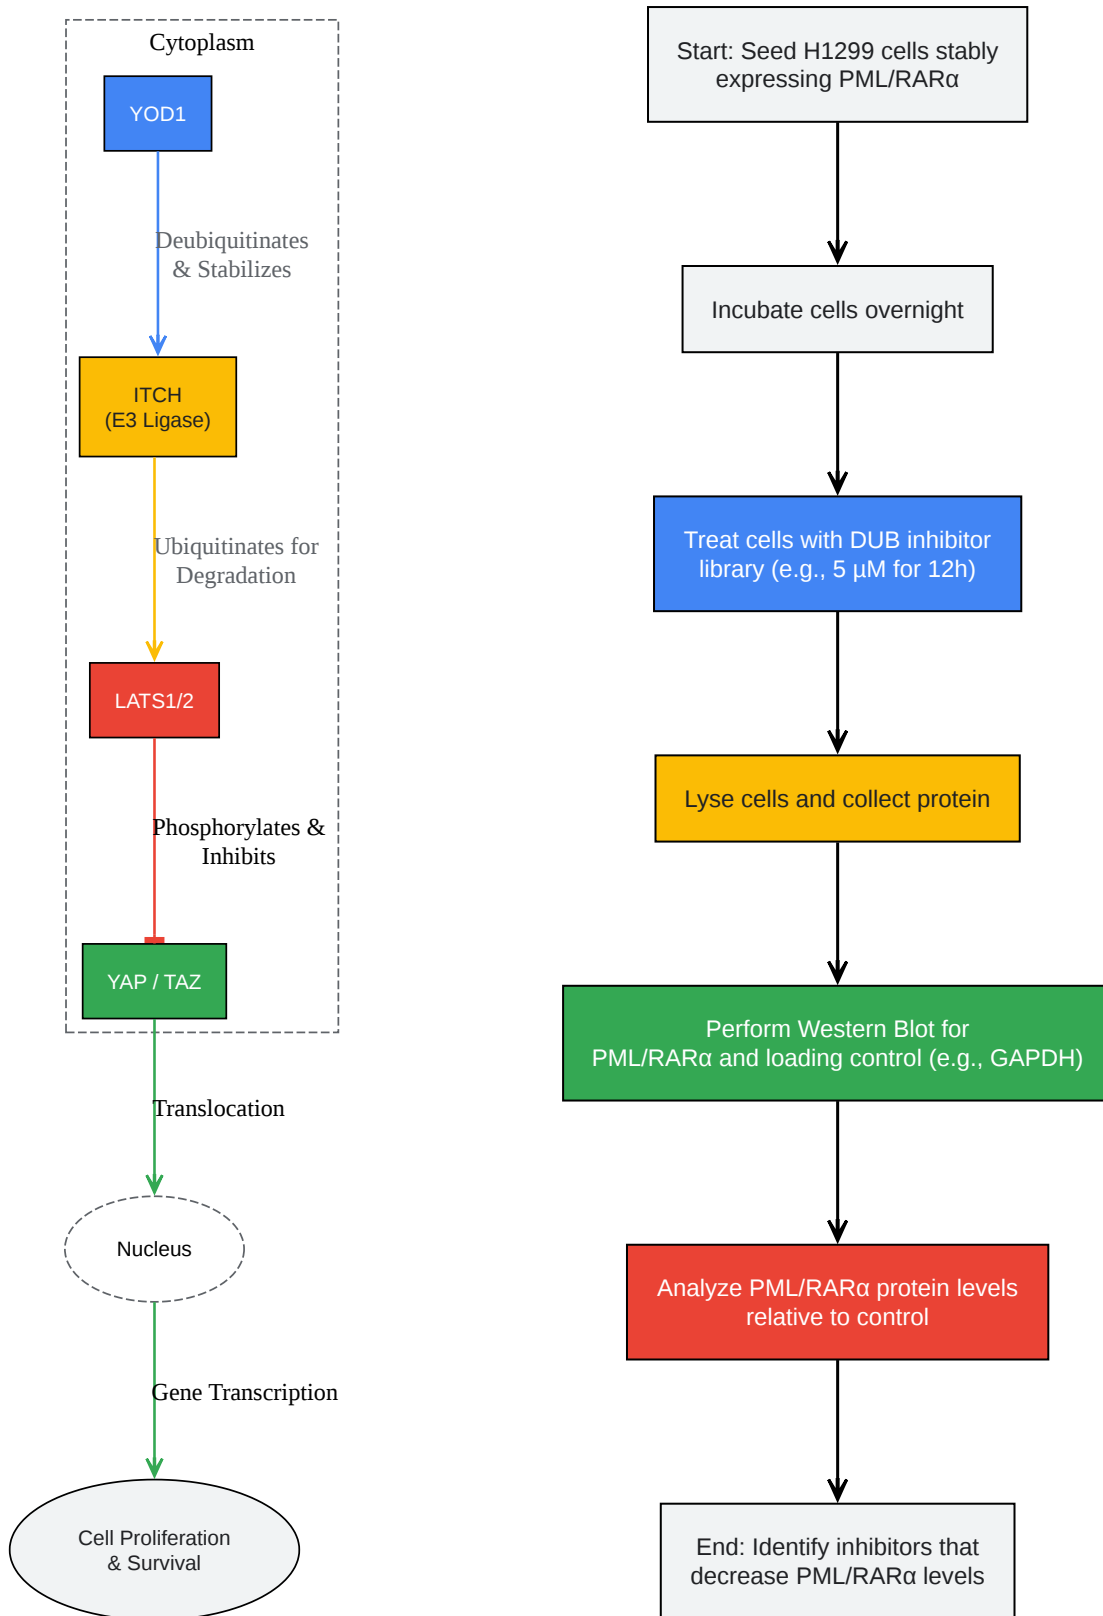 Cytoplasm
YOD1
Deubiquitinates
& Stabilizes
ITCH
(E3 Ligase)
Ubiquitinates for
Degradation
LATS1/2
Phosphorylates &
Inhibits
YAP / TAZ
Translocation
Nucleus
Gene Transcription
Cell Proliferation
& Survival
Start: Seed H1299 cells stably
expressing PML/RARα
Incubate cells overnight
Treat cells with DUB inhibitor
library (e.g., 5 µM for 12h)
Lyse cells and collect protein
Perform Western Blot for
PML/RARα and loading control (e.g., GAPDH)
Analyze PML/RARα protein levels
relative to control
End: Identify inhibitors that
decrease PML/RARα levels